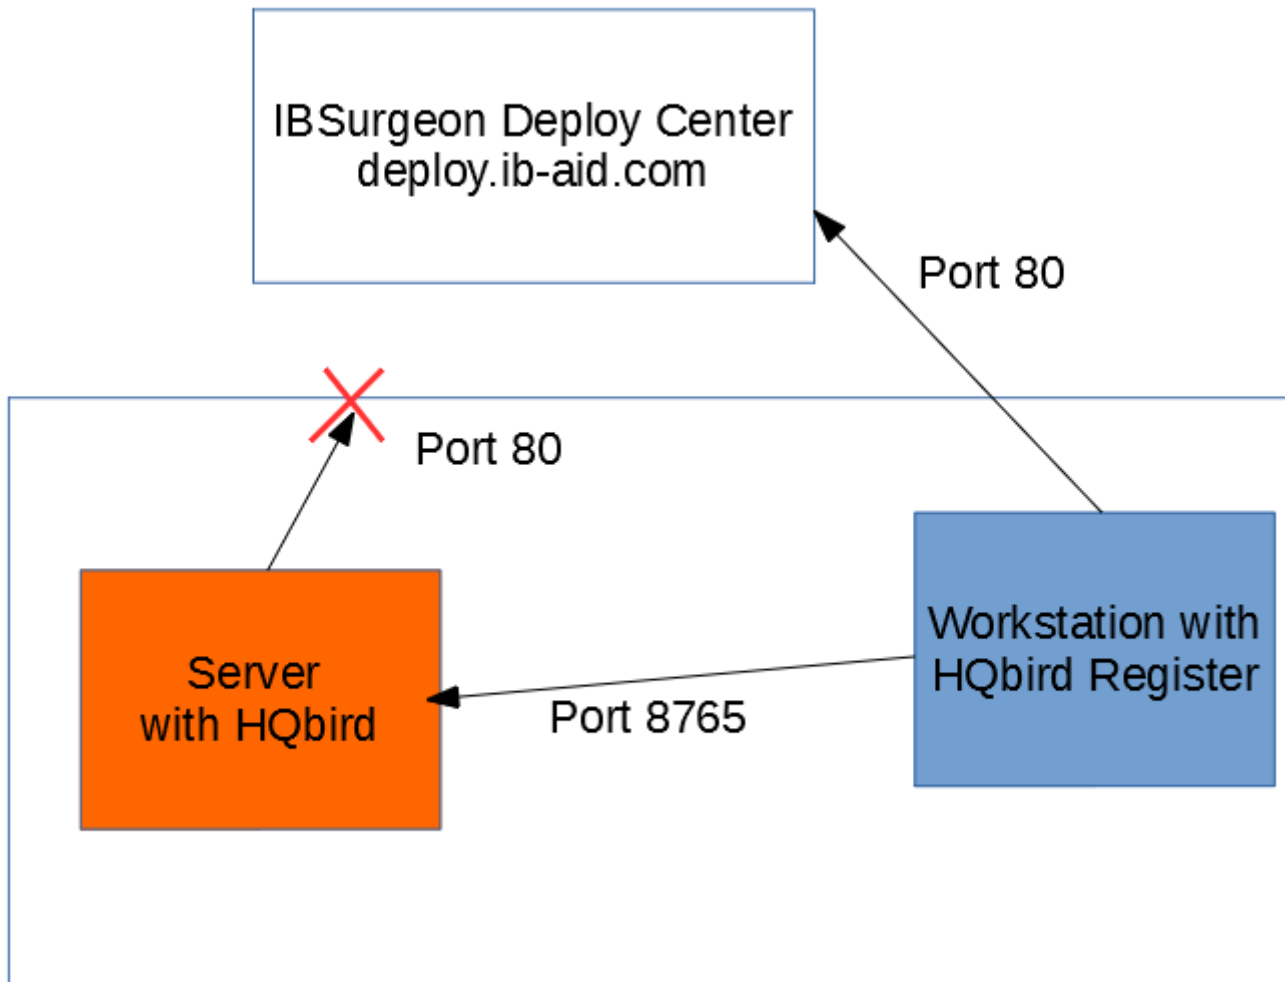 IBSurgeon Deploy Center
deploy.ib-aid.com
Port 80
Port 80
Server
with HQbird
Port 8765
Workstation with
HQbird Register